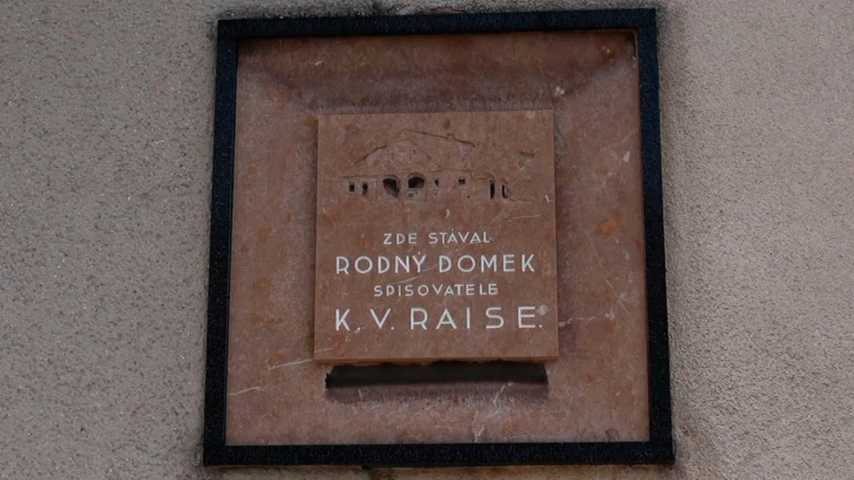 ZDE STÁVAL
RODNÝ DOMEK
SPISOVATELE
K. V. RAISE.